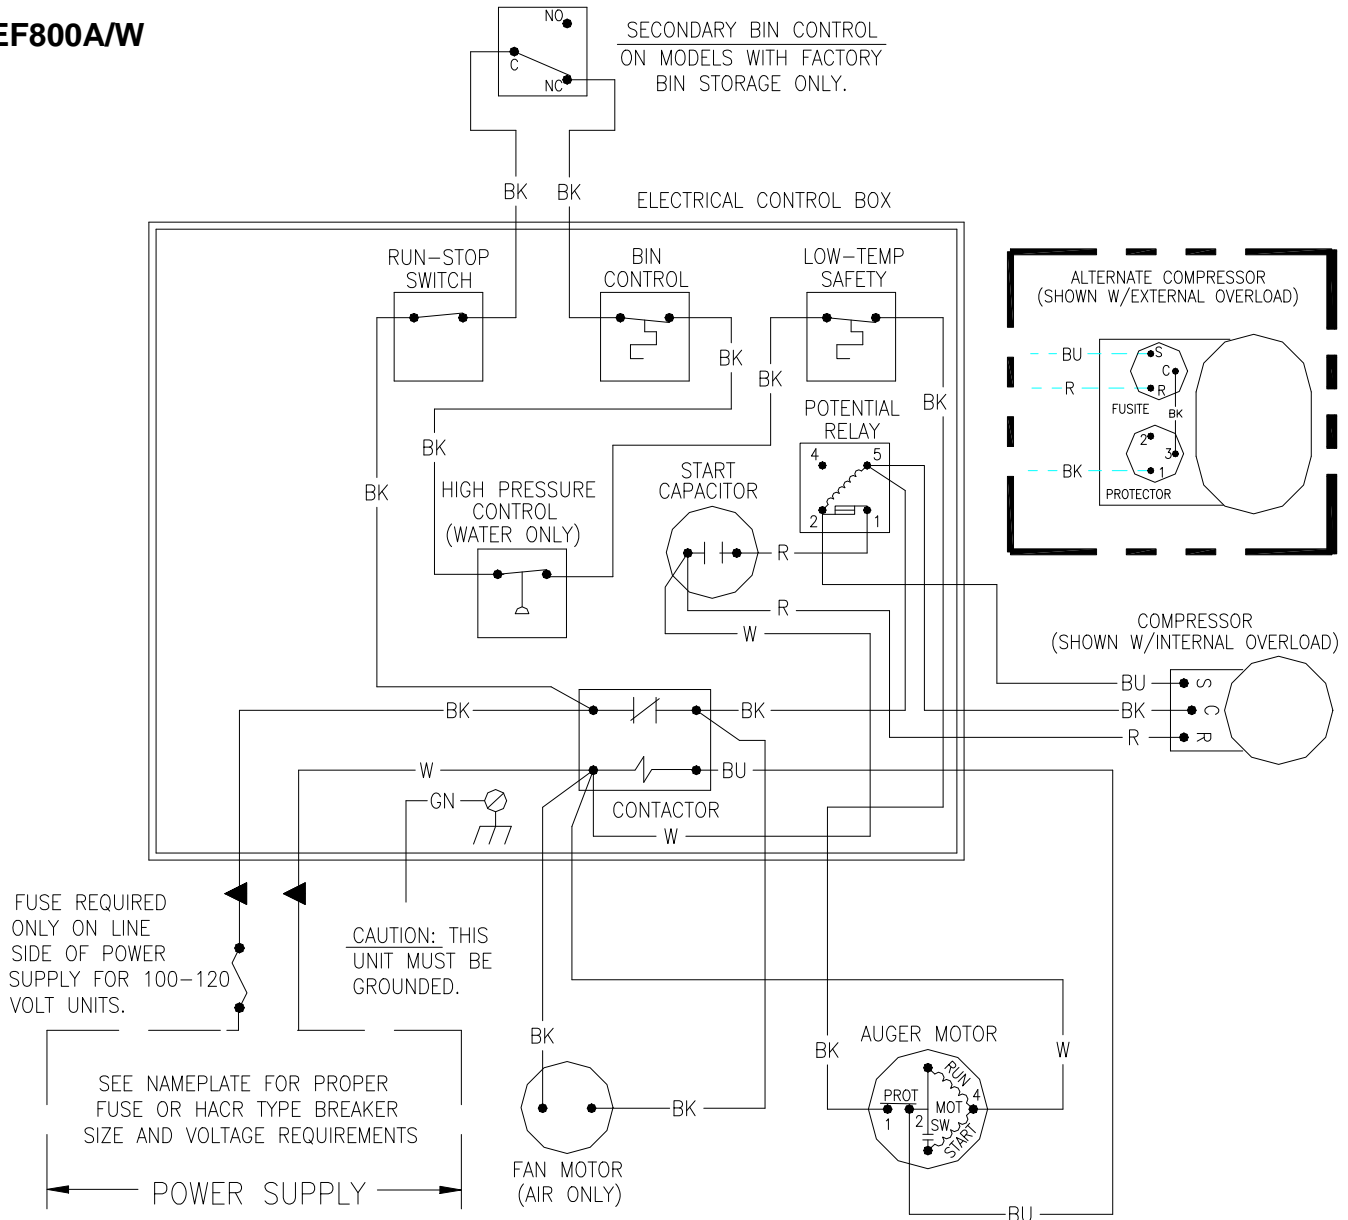 EF800A/W
NO
C
NC
SECONDARY BIN CONTROL
ON MODELS WITH FACTORY
BIN STORAGE ONLY.
BK
BK
ELECTRICAL CONTROL BOX
RUN-STOP
SWITCH
BIN
CONTROL
LOW-TEMP
SAFETY
ALTERNATE COMPRESSOR
(SHOWN W/EXTERNAL OVERLOAD)
BU
S
C
R
R
FUSITE
BK
2
3
BK
1
PROTECTOR
BK
BK
BK
BK
BK
POTENTIAL
RELAY
4
5
2
1
START
CAPACITOR
HIGH PRESSURE
CONTROL
(WATER ONLY)
R
R
W
COMPRESSOR
(SHOWN W/INTERNAL OVERLOAD)
BU
S
BK
C
R
R
BK
BK
W
BU
GN
CONTACTOR
W
FUSE REQUIRED
ONLY ON LINE
SIDE OF POWER
SUPPLY FOR 100-120
VOLT UNITS.
CAUTION: THIS
UNIT MUST BE
GROUNDED.
SEE NAMEPLATE FOR PROPER
FUSE OR HACR TYPE BREAKER
SIZE AND VOLTAGE REQUIREMENTS
POWER SUPPLY
BK
BK
FAN MOTOR
(AIR ONLY)
BK
AUGER MOTOR
W
RUN
PROT
4
MOT
1
2
SW
START
BU